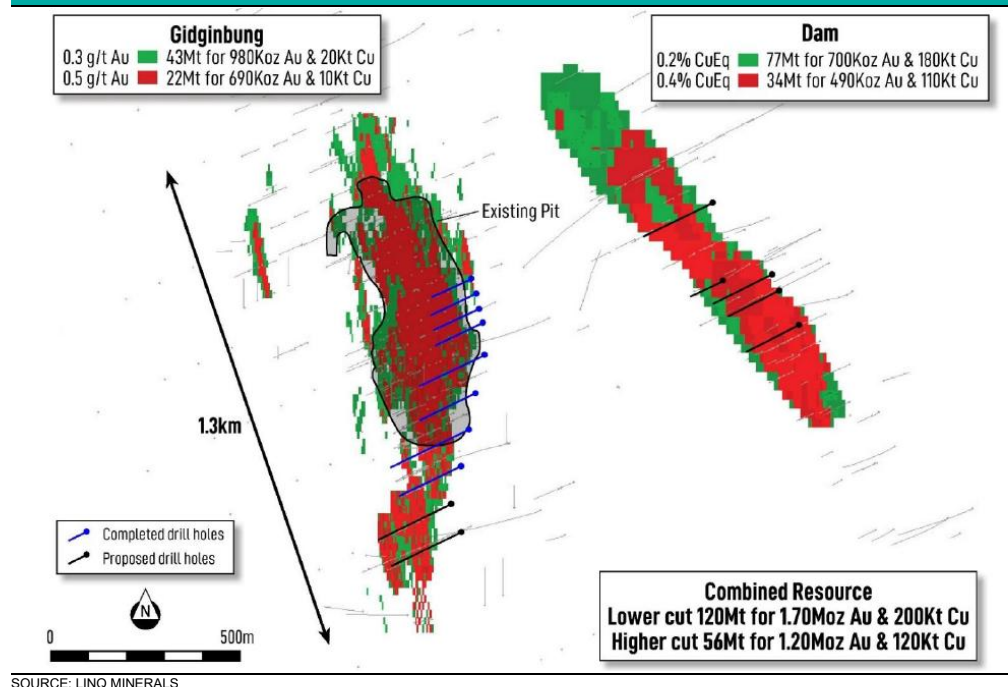 Gidginbung
0.3 g/t Au 43Mt for 980Koz Au & 20Kt Cu
0.5 g/t Au 22Mt for 690Koz Au & 10Kt Cu
Dam
0.2% CuEq 77Mt for 700Koz Au & 180Kt Cu
0.4% CuEq 34Mt for 490Koz Au & 110Kt Cu
Existing Pit
1.3km
Completed drill holes
Proposed drill holes
N
0 500m
Combined Resource
Lower cut 120Mt for 1.70Moz Au & 200Kt Cu
Higher cut 56Mt for 1.20Moz Au & 120Kt Cu
SOURCE: LINQ MINERALS